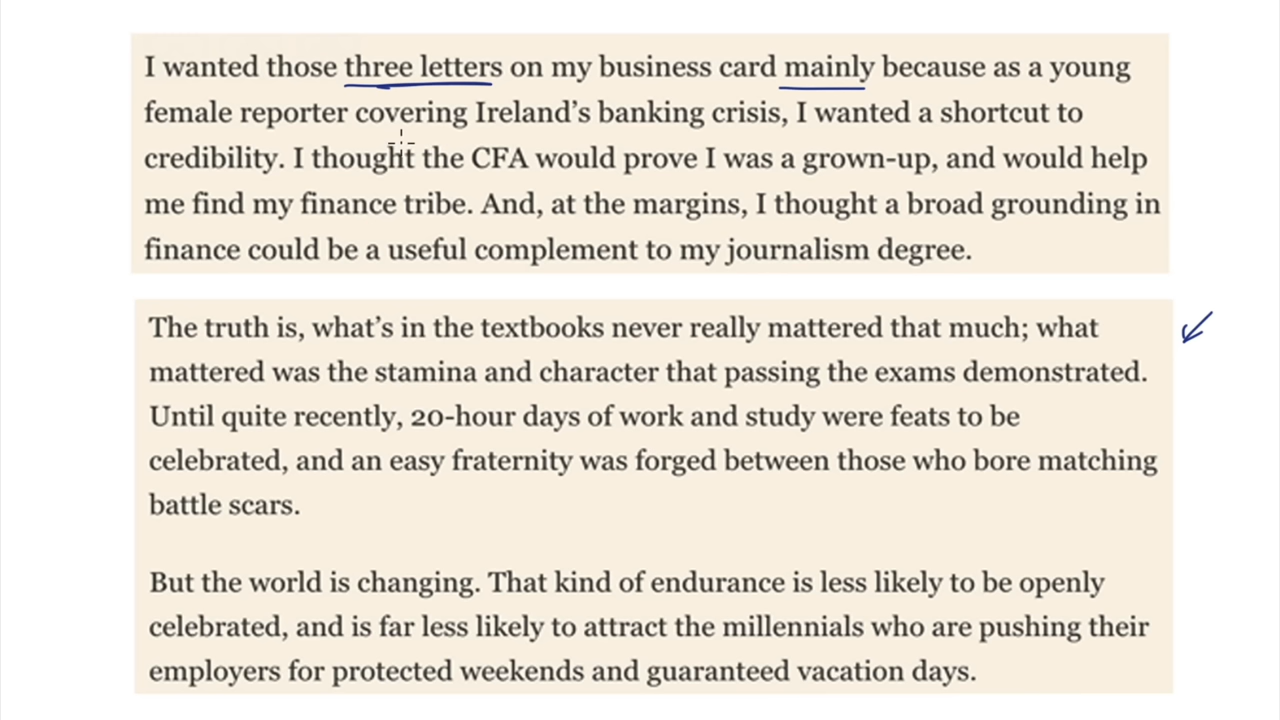 I wanted those three letters on my business card mainly because as a young
female reporter covering Ireland’s banking crisis, I wanted a shortcut to
credibility. I thought the CFA would prove I was a grown-up, and would help
me find my finance tribe. And, at the margins, I thought a broad grounding in
finance could be a useful complement to my journalism degree.
The truth is, what’s in the textbooks never really mattered that much; what
mattered was the stamina and character that passing the exams demonstrated.
Until quite recently, 20-hour days of work and study were feats to be
celebrated, and an easy fraternity was forged between those who bore matching
battle scars.
But the world is changing. That kind of endurance is less likely to be openly
celebrated, and is far less likely to attract the millennials who are pushing their
employers for protected weekends and guaranteed vacation days.